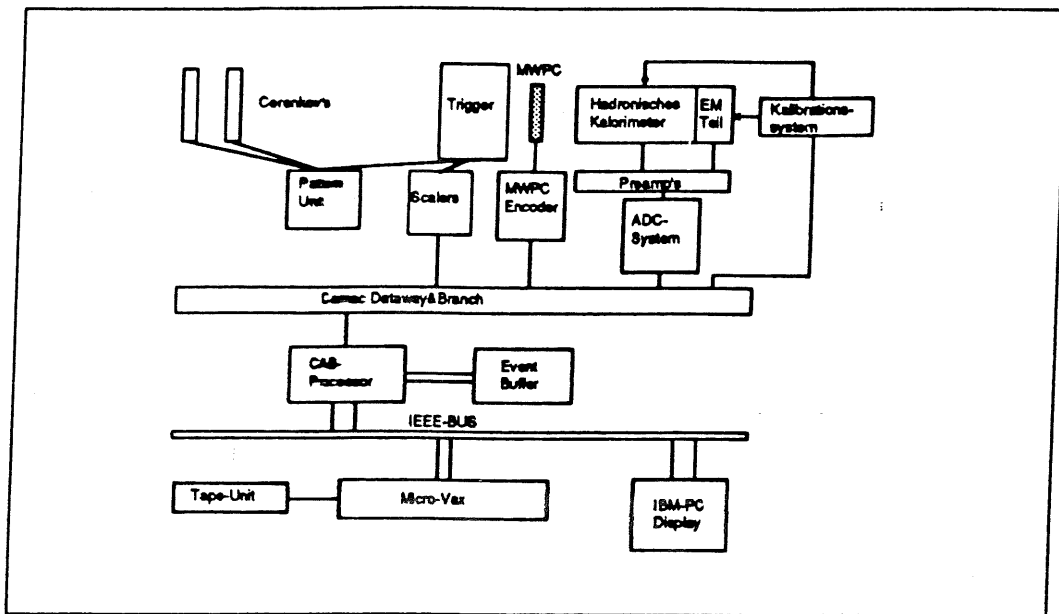 MWPC
Cerenkov's
Trigger
Hadronisches
Kalorimeter
EM
Teil
Kalibrations-
system
Pattern
Unit
Scalers
MWPC
Encoder
Preamp's
ADC-
System
Camac Dataway&Branch
CAB-
Processor
Event
Buffer
IEEE-BUS
Tape-Unit
Micro-Vax
IBM-PC
Display